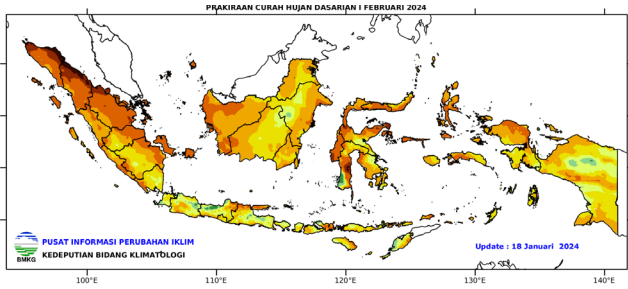 PRAKIRAAN CURAH HUJAN DASARIAN I FEBRUARI 2024
PUSAT INFORMASI PERUBAHAN IKLIM
KEDEPUTIAN BIDANG KLIMATOLOGI
BMKG
Update : 18 Januari 2024
100°E 110°E 120°E 130°E 140°E